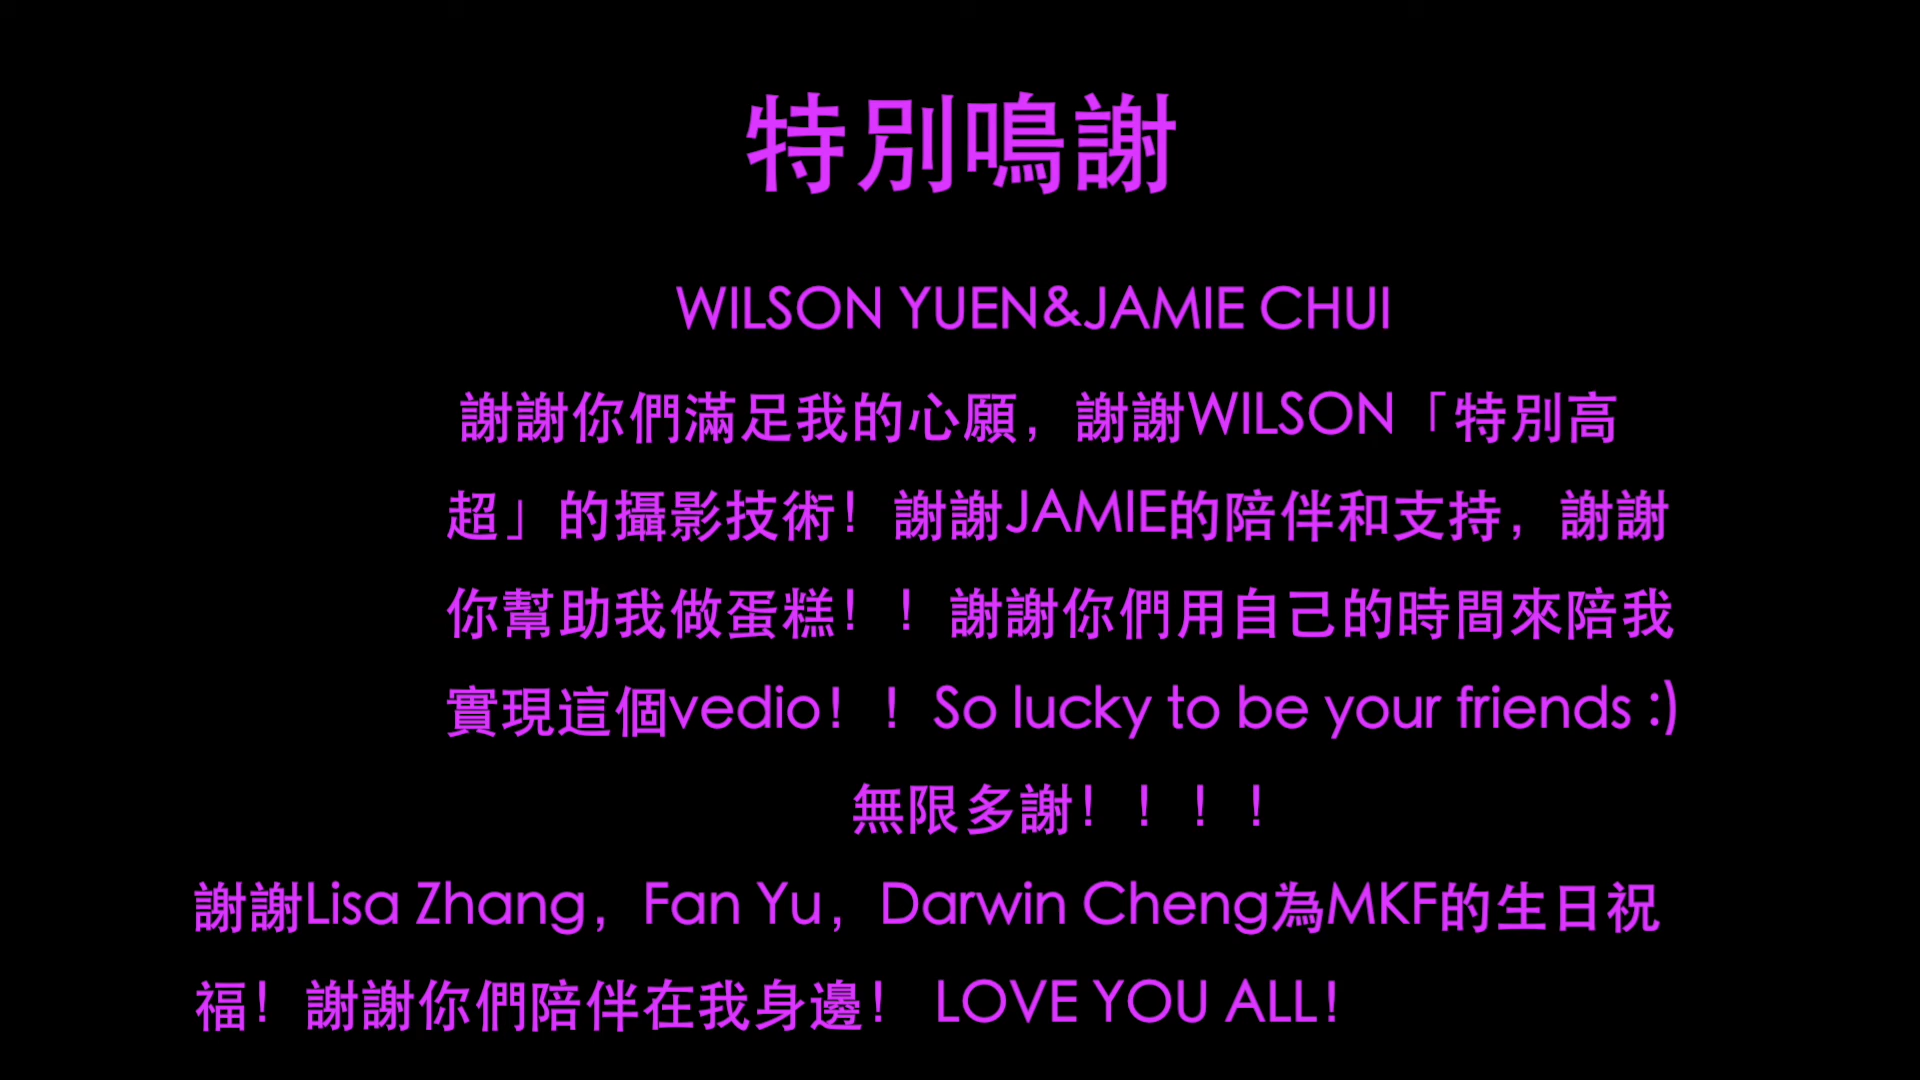 特別鳴謝
WILSON YUEN&JAMIE CHUI
謝謝你們滿足我的心願，謝謝WILSON「特別高
超」的攝影技術！謝謝JAMIE的陪伴和支持，謝謝
你幫助我做蛋糕！！謝謝你們用自己的時間來陪我
實現這個vedio！！So lucky to be your friends :)
無限多謝！！！！
謝謝Lisa Zhang，Fan Yu，Darwin Cheng為MKF的生日祝
福！謝謝你們陪伴在我身邊！ LOVE YOU ALL！